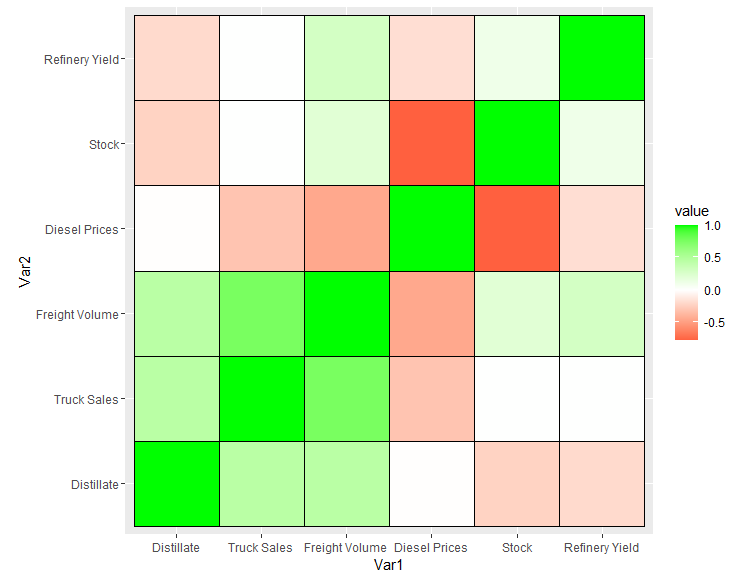 Refinery Yield
Stock
Diesel Prices
Freight Volume
Truck Sales
Distillate
Var2
Distillate Truck Sales Freight Volume Diesel Prices Stock Refinery Yield
Var1
value
1.0
0.5
0.0
-0.5